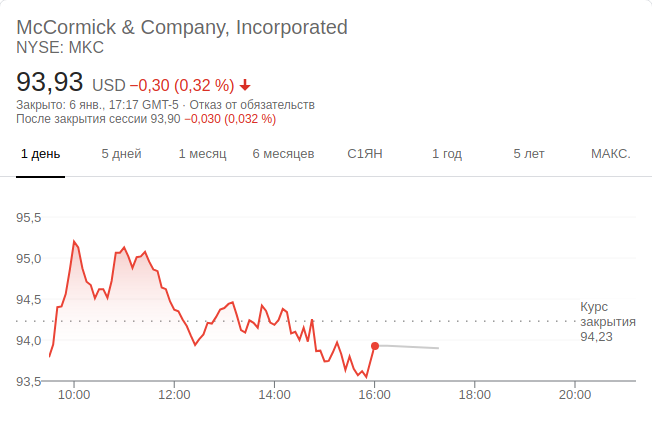 McCormick & Company, Incorporated
NYSE: MKC
93,93 USD −0,30 (0,32 %)
Закрыто: 6 янв., 17:17 GMT-5 · Отказ от обязательств
После закрытия сессии 93,90 −0,030 (0,032 %)
1 день 5 дней 1 месяц 6 месяцев С1ЯН 1 год 5 лет МАКС.
95,5
95,0
94,5
94,0
93,5
Курс
закрытия
94,23
10:00 12:00 14:00 16:00 18:00 20:00